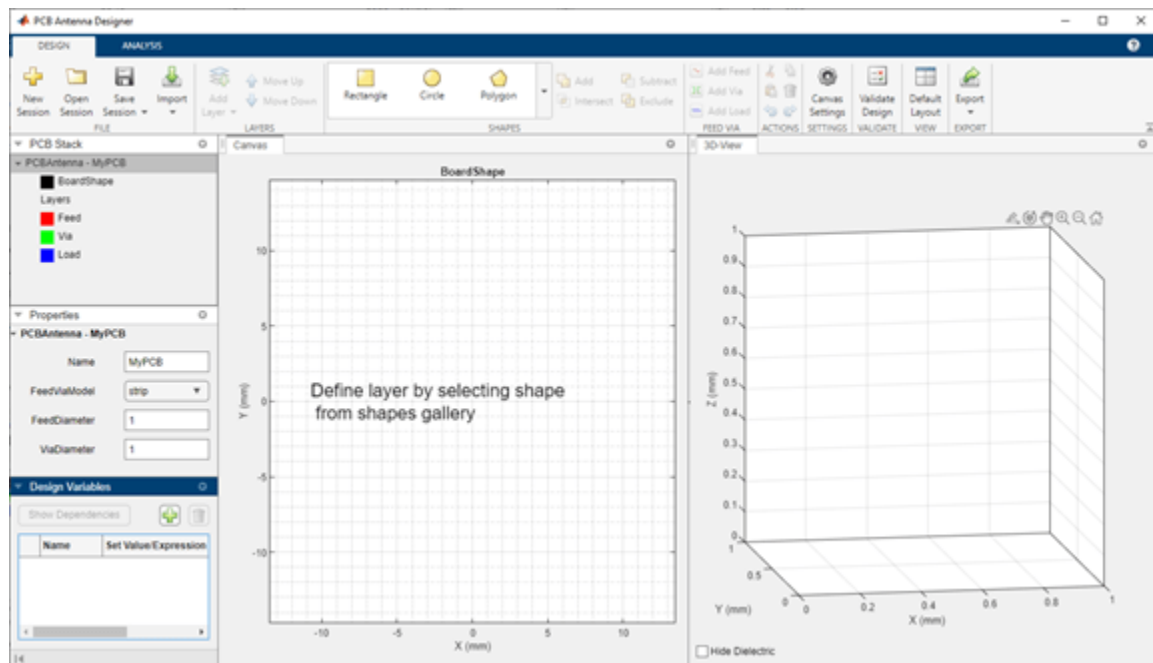 PCB Antenna Designer
DESIGN ANALYSIS
New Session Open Session Save Session Import
FILE
Add Layer Move Up Move Down
LAYERS
Rectangle Circle Polygon Add Subtract Intersect Exclude
SHAPES
Add Feed
Add Via
Add Load
FEED VIA
ACTIONS
Canvas Settings
SETTINGS
Validate Design
VALIDATE
Default Layout
VIEW
Export
EXPORT
PCB Stack
PCBAntenna - MyPCB
BoardShape
Layers
Feed
Via
Load
Properties
PCBAntenna - MyPCB
Name MyPCB
FeedViaModel strip
FeedDiameter 1
ViaDiameter 1
Design Variables
Show Dependencies
Name Set Value/Expression
Canvas
BoardShape
10
5
0
-5
-10
Y (mm)
Define layer by selecting shape
from shapes gallery
-10 -5 0 5 10
X (mm)
3D-View
1
0.9
0.8
0.7
0.6
0.5
0.4
0.3
0.2
0.1
0
Z (mm)
1
0.5
0
Y (mm)
0 0.2 0.4 0.6 0.8 1
X (mm)
Hide Dielectric